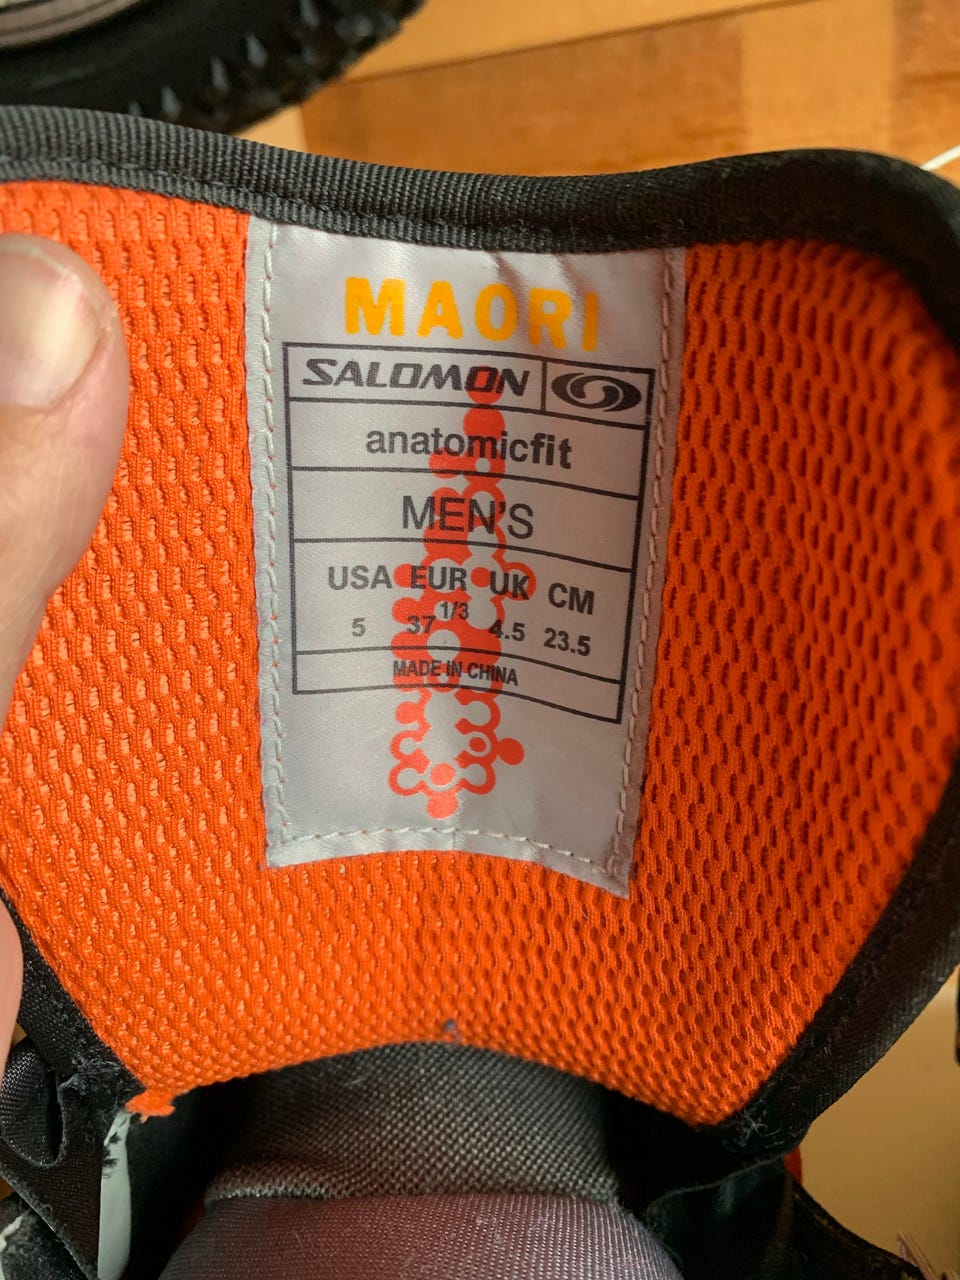 MAORI
SALOMON
anatomicfit
MEN'S
USA EUR UK CM
5 37 1/3 4.5 23.5
MADE IN CHINA